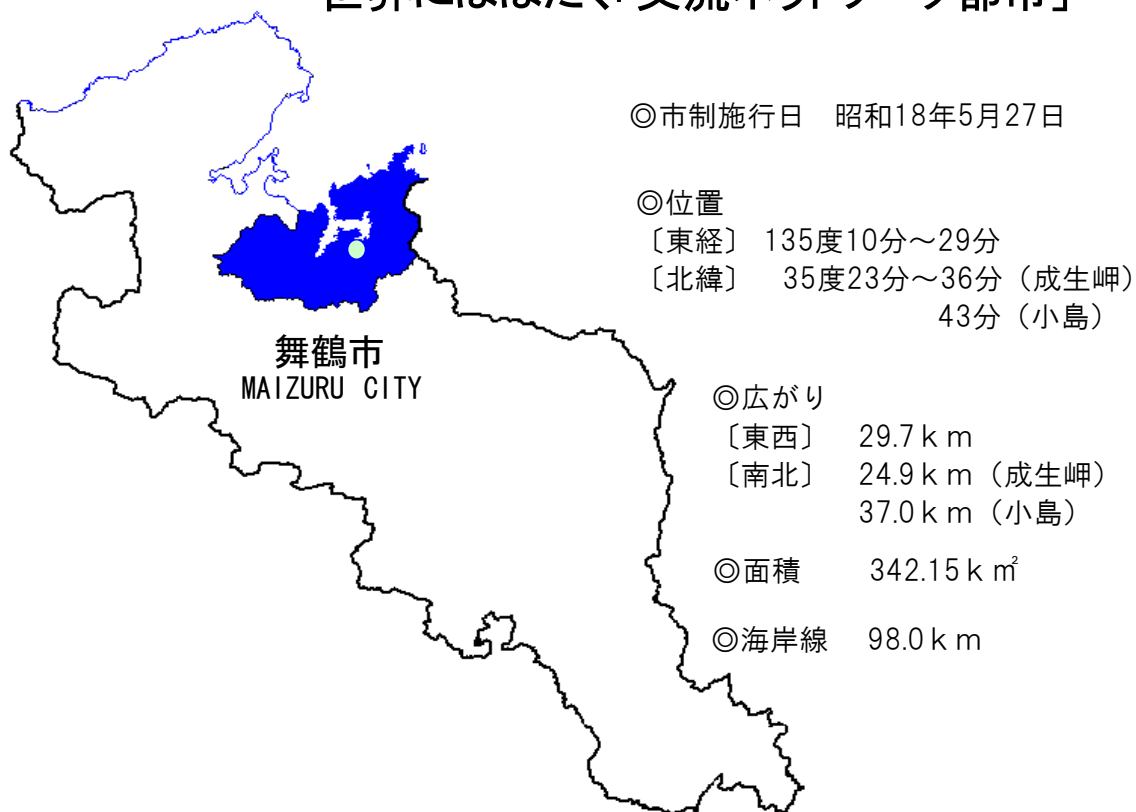 ◎市制施行日　昭和18年5月27日
◎位置
〔東経〕 135度10分～29分
〔北緯〕　35度23分～36分（成生岬）
43分（小島）
舞鶴市
MAIZURU CITY
◎広がり
〔東西〕　29.7ｋｍ
〔南北〕　24.9ｋｍ（成生岬）
37.0ｋｍ（小島）
◎面積　　342.15ｋ㎡
◎海岸線　98.0ｋｍ